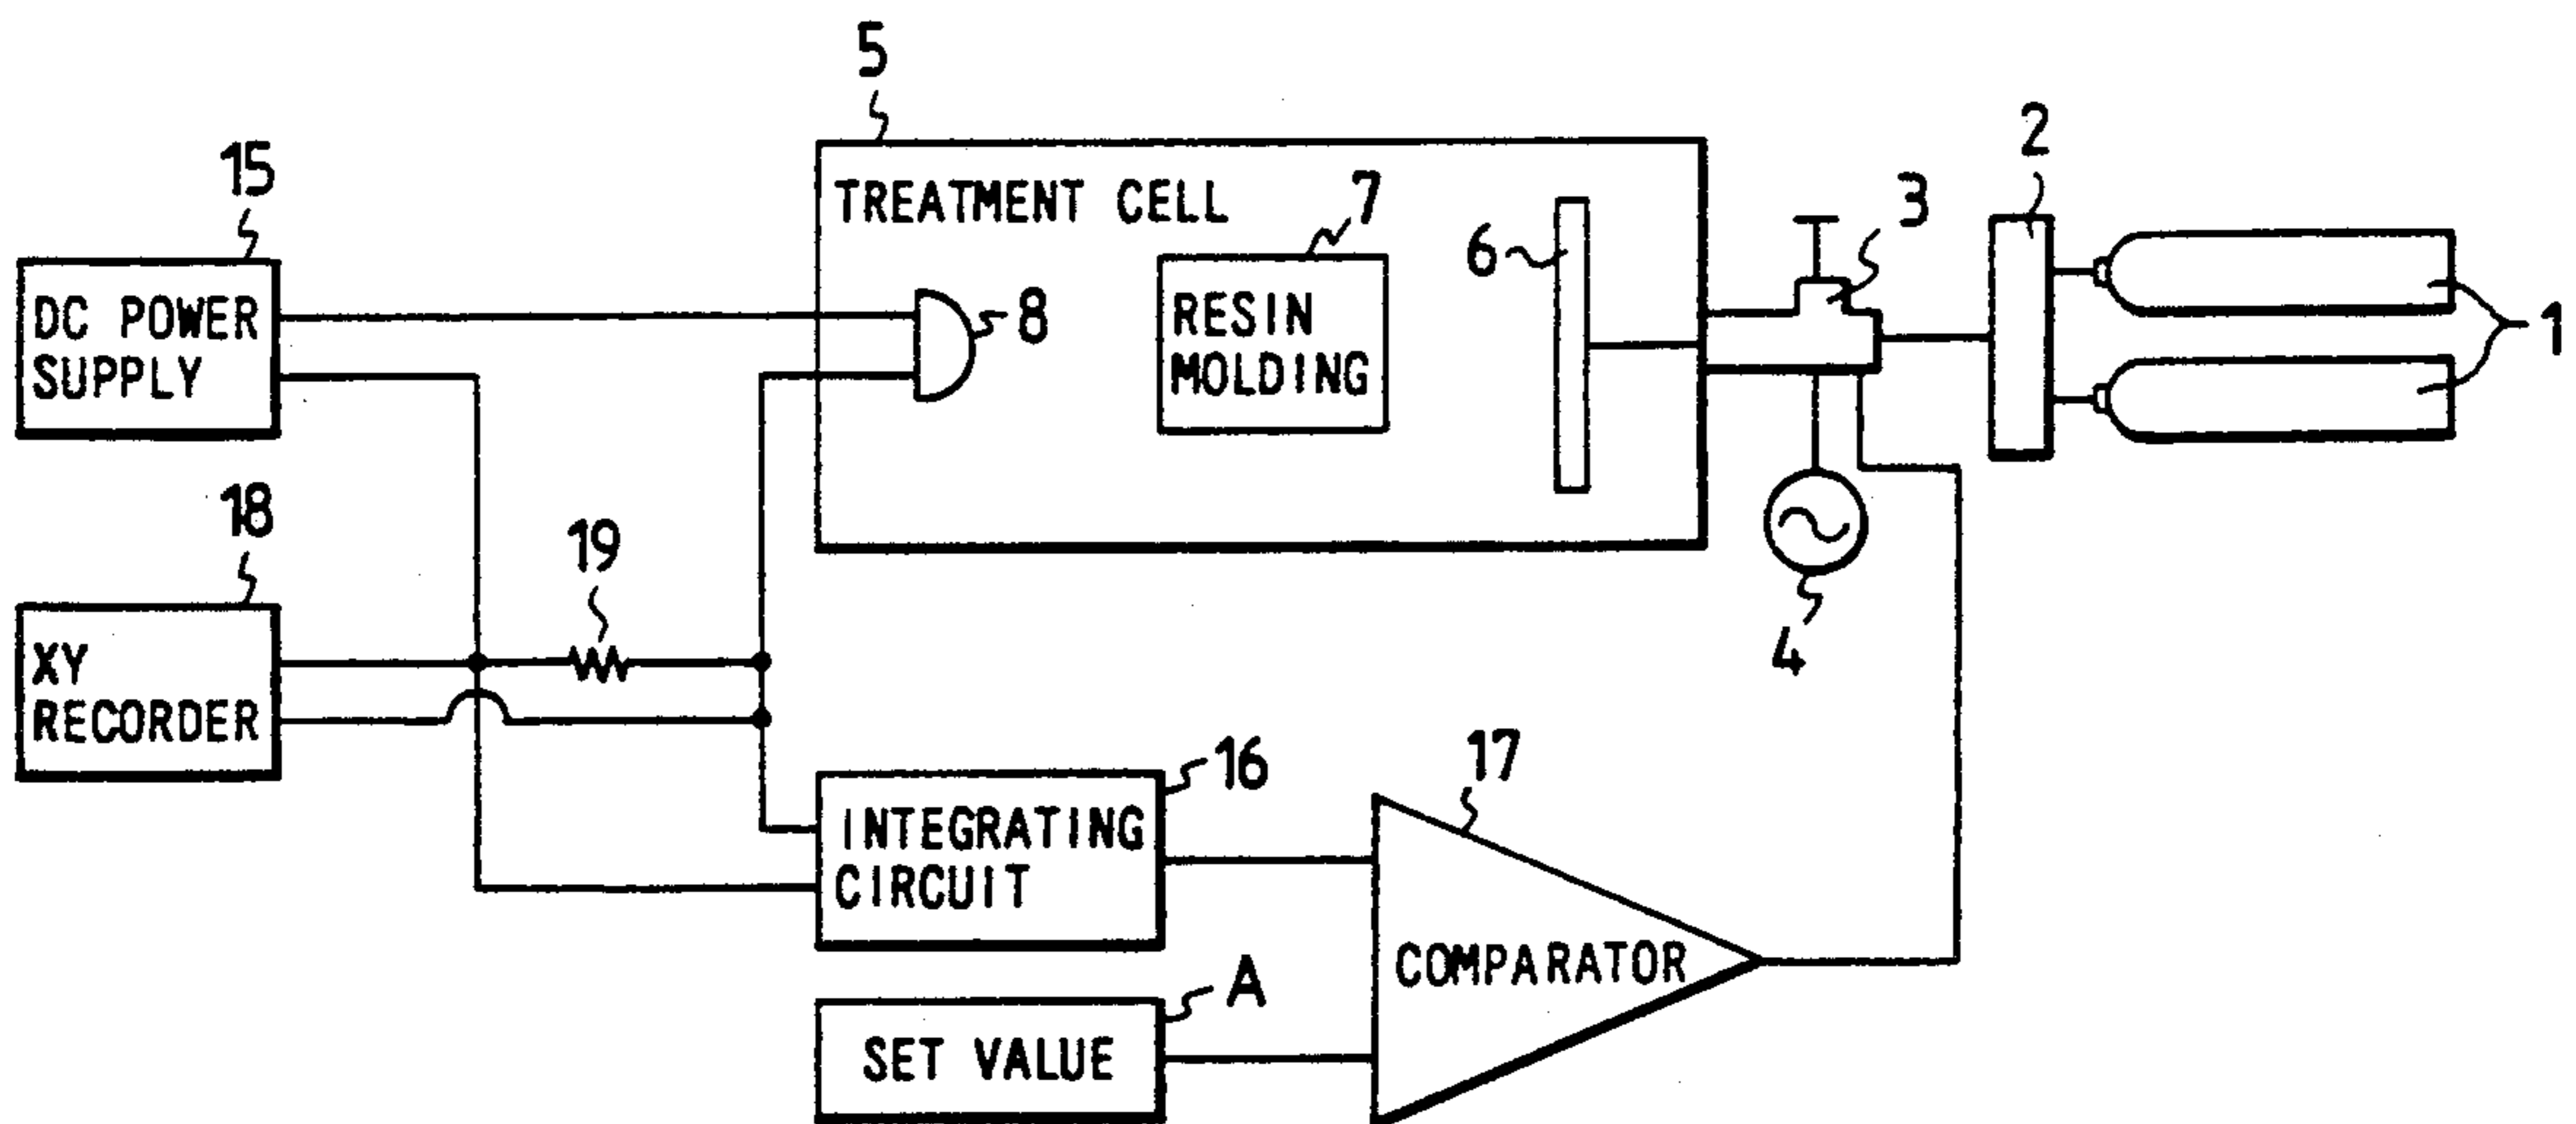 5
15
TREATMENT CELL
7
6
3
2
DC POWER
SUPPLY
8
RESIN
MOLDING
1
18
19
4
XY
RECORDER
16
17
INTEGRATING
CIRCUIT
COMPARATOR
A
SET VALUE